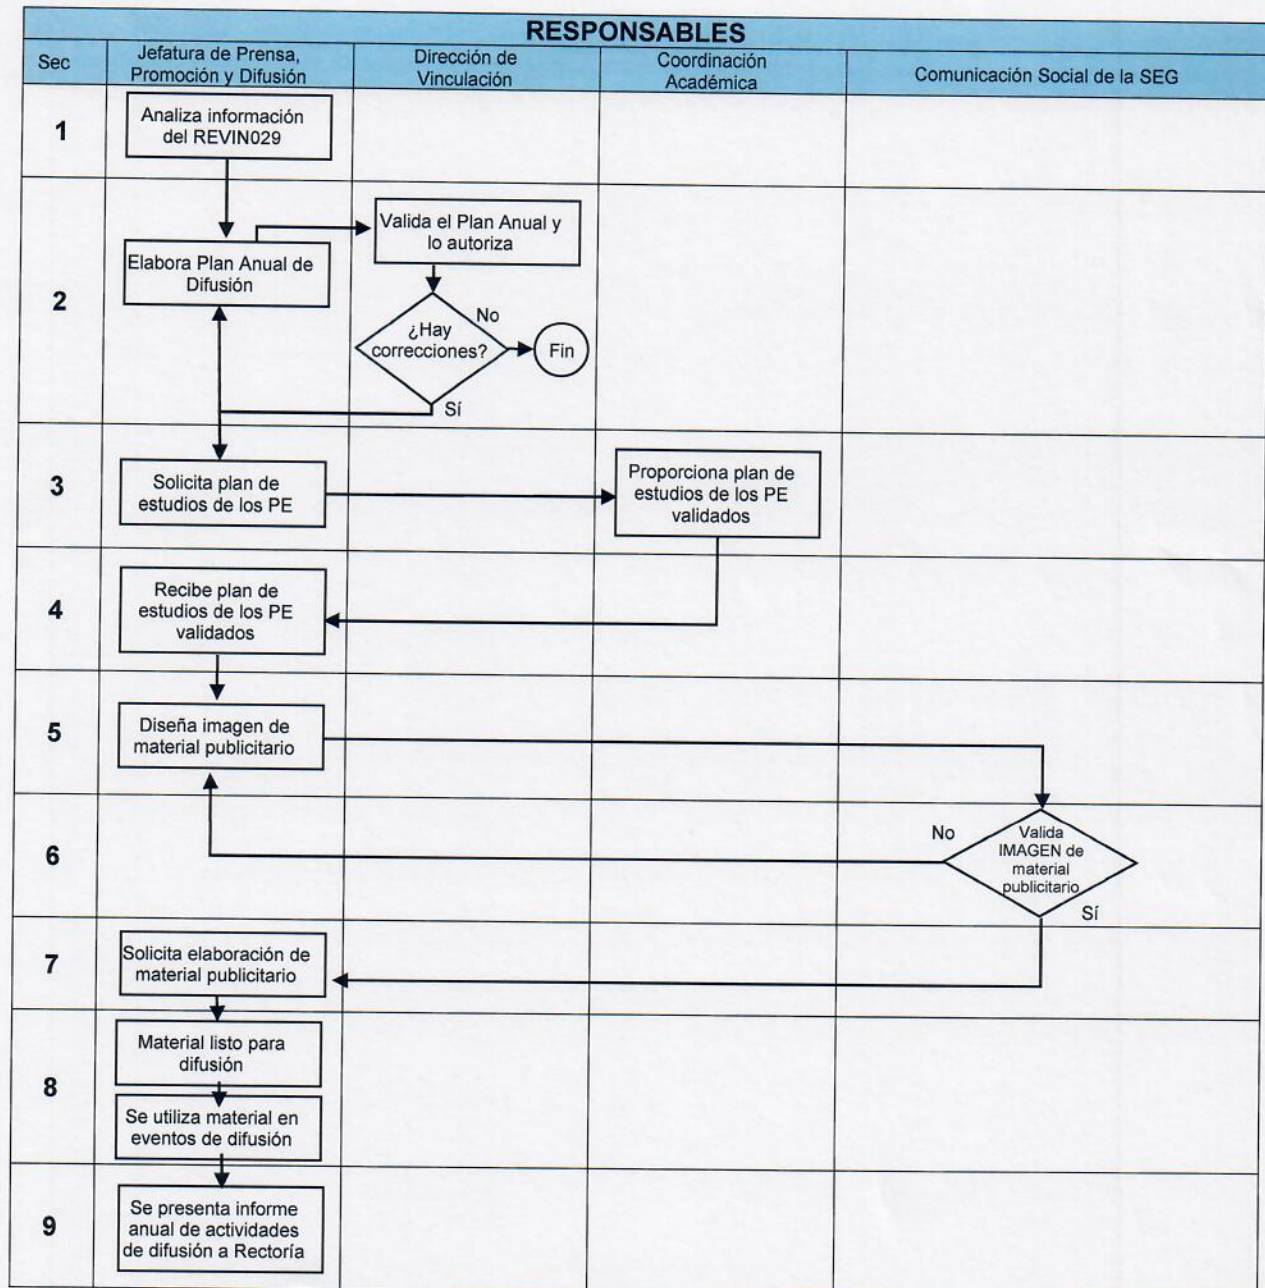 RESPONSABLES
Sec
Jefatura de Prensa,
Promoción y Difusión
Dirección de
Vinculación
Coordinación
Académica
Comunicación Social de la SEG
1
Analiza información
del REVIN029
2
Elabora Plan Anual de
Difusión
Valida el Plan Anual y
lo autoriza
¿Hay
correcciones?
No
Fin
Sí
3
Solicita plan de
estudios de los PE
Proporciona plan de
estudios de los PE
validados
4
Recibe plan de
estudios de los PE
validados
5
Diseña imagen de
material publicitario
6
No
Valida
IMAGEN de
material
publicitario
Sí
7
Solicita elaboración de
material publicitario
8
Material listo para
difusión
Se utiliza material en
eventos de difusión
9
Se presenta informe
anual de actividades
de difusión a Rectoría